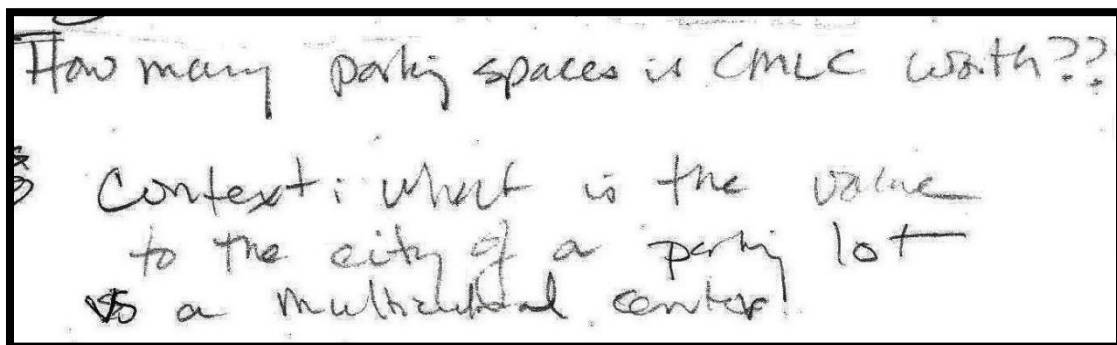 How many parking spaces is CMLC worth??
Context: what is the value
to the city of a parking lot
vs a multicultural center!